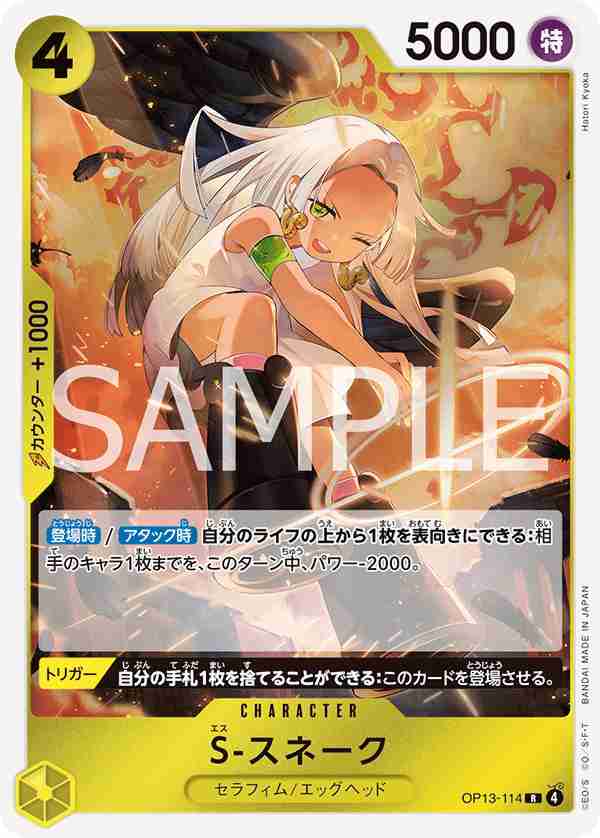 4
5000
特
Hatori Kyoka
カウンター +1000
SAMPLE
登場時 / アタック時 自分のライフの上から1枚を表向きにできる:相
手のキャラ1枚までを、このターン中、パワー-2000。
トリガー 自分の手札1枚を捨てることができる:このカードを登場させる。
CHARACTER
エス
S-スネーク
セラフィム/エッグヘッド
OP13-114 R 4
©E.O/S ©O/S・F・T BANDAI MADE IN JAPAN